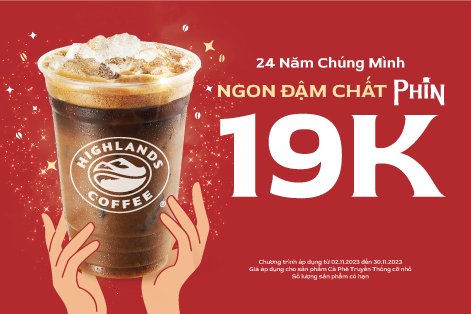 24 Năm Chúng Mình
NGON ĐẬM CHẤT PHIN
19K
HIGHLANDS
COFFEE
®
Chương trình áp dụng từ 02.11.2023 đến 30.11.2023
Giá áp dụng cho sản phẩm Cà Phê Truyền Thống cỡ nhỏ
Số lượng sản phẩm có hạn